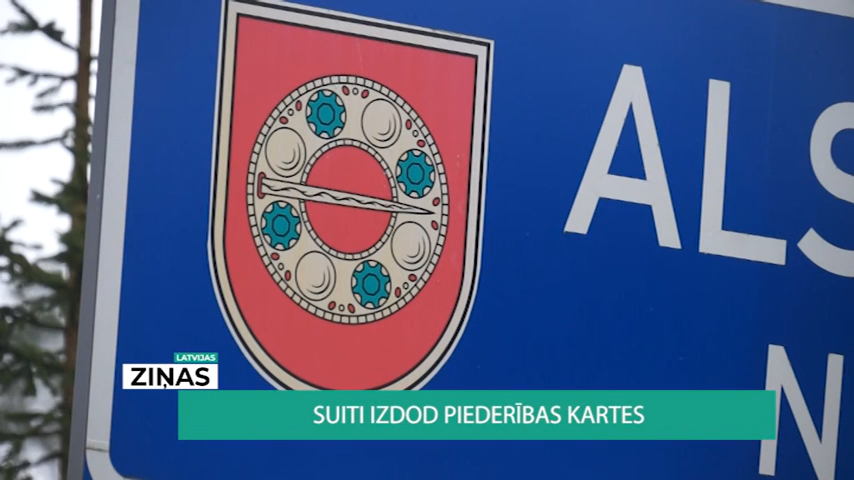 ALS
N
LATVIJAS
ZIŅAS
SUITI IZDOD PIEDERĪBAS KARTES